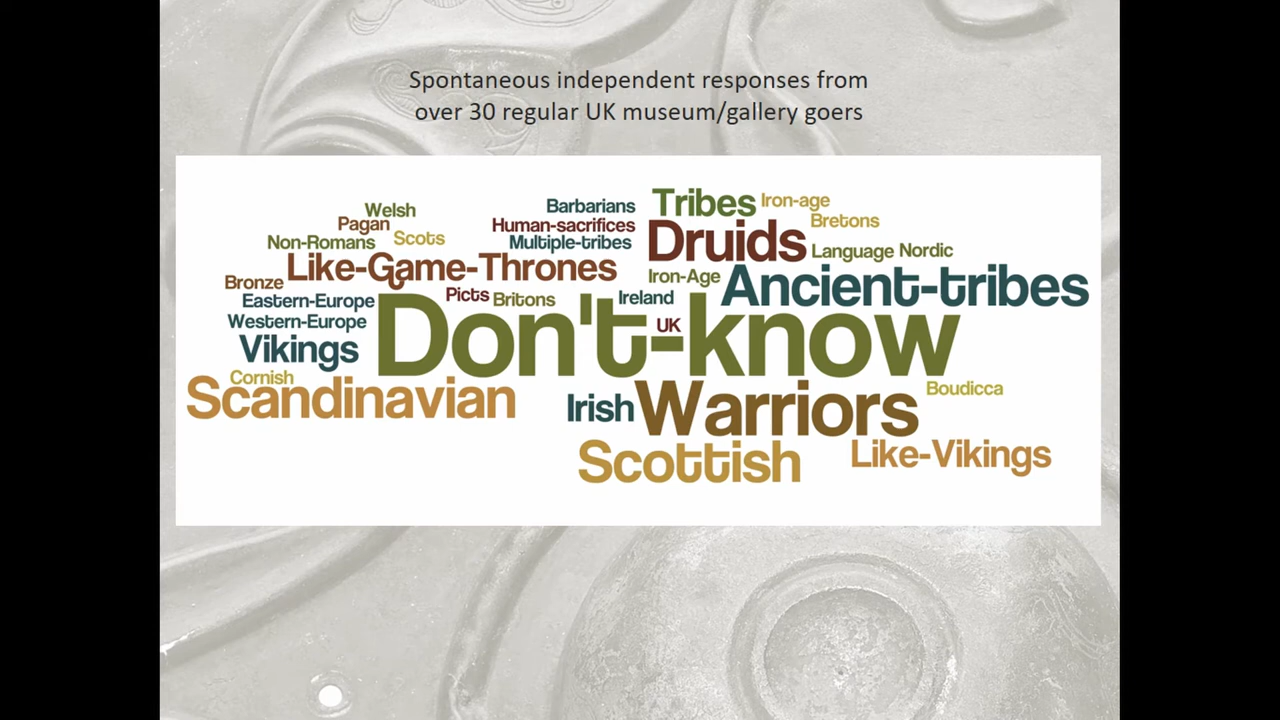 Spontaneous independent responses from
over 30 regular UK museum/gallery goers
Tribes Iron-age
Barbarians
Welsh
Bretons
Pagan
Human-sacrifices
Druids
Non-Romans Scots
Multiple-tribes
Language Nordic
Like-Game-Thrones
Iron-Age
Bronze
Ancient-tribes
Eastern-Europe
Picts Britons
Ireland
Western-Europe
Don't-know
UK
Vikings
Cornish
Boudicca
Scandinavian
Irish Warriors
Like-Vikings
Scottish